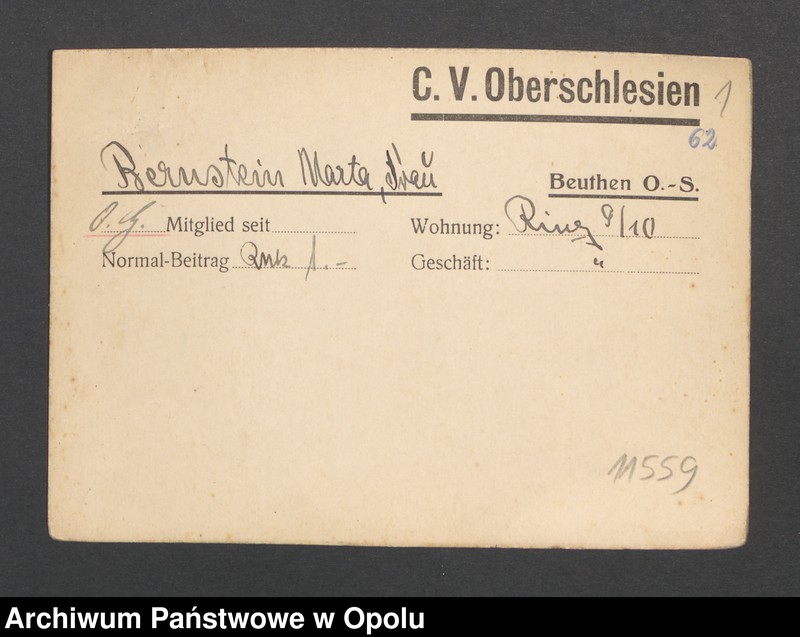 C. V. Oberschlesien 1
62
Bernstein Marta, Frau
Beuthen O.-S.
Mitglied seit
Wohnung: Ring 9/10
Normal-Beitrag Rmk 1.-
Geschäft: "
11559
Archiwum Państwowe w Opolu